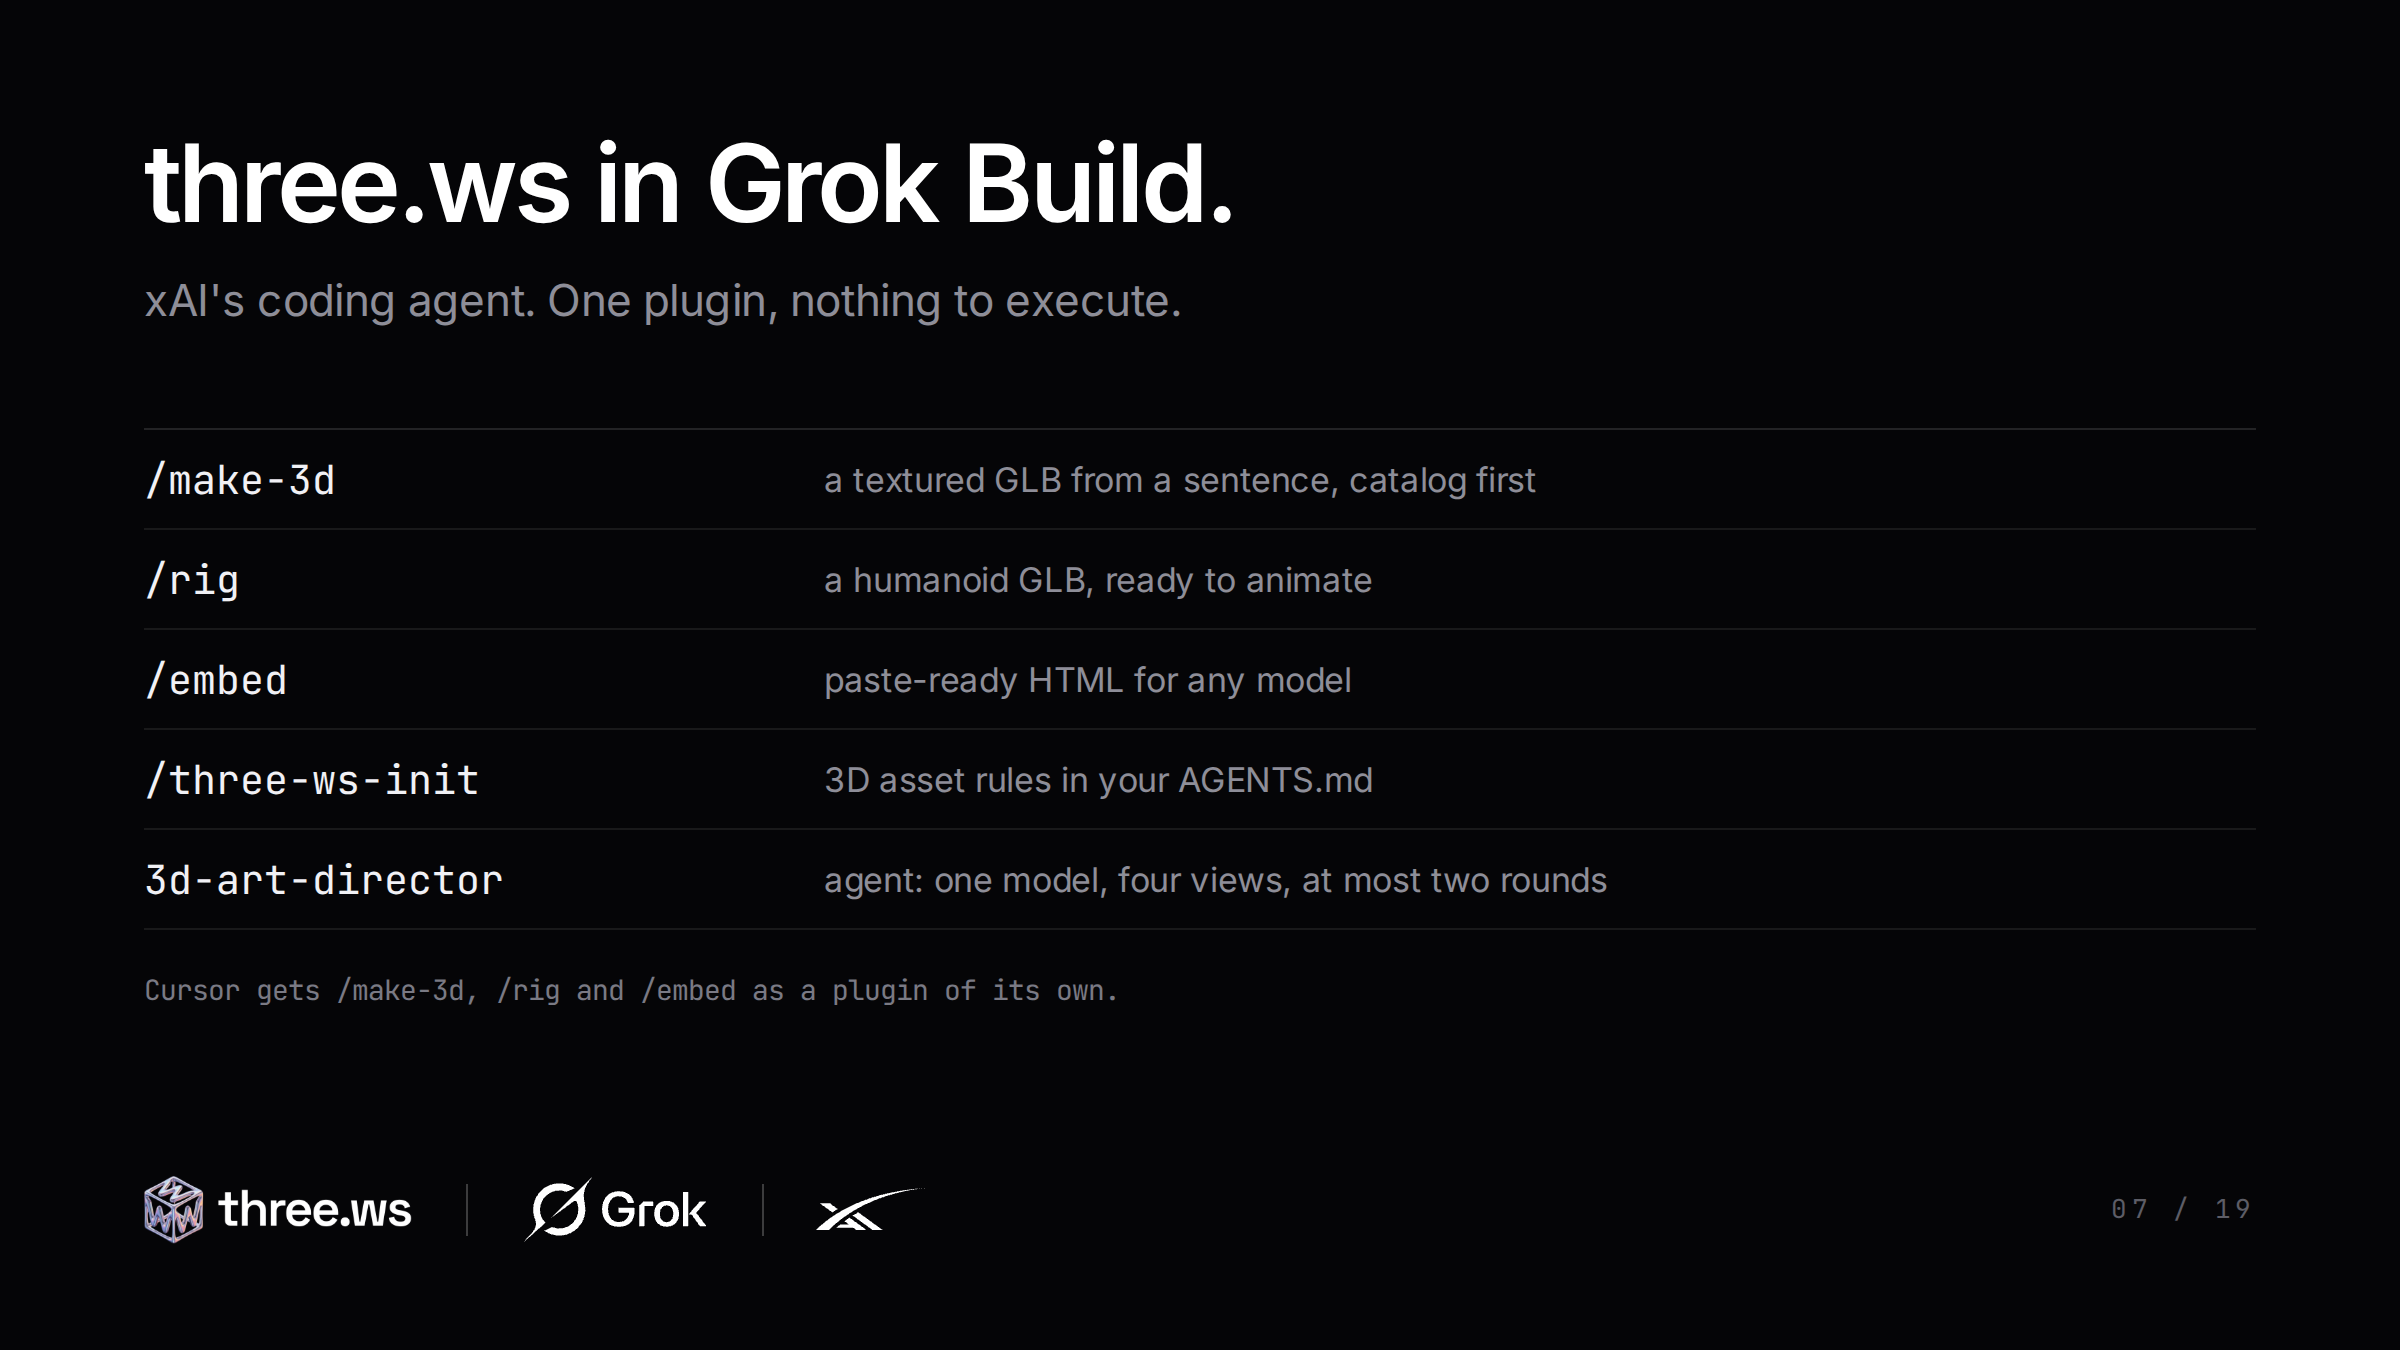 three.ws in Grok Build.
xAI's coding agent. One plugin, nothing to execute.
/make-3d a textured GLB from a sentence, catalog first
/rig a humanoid GLB, ready to animate
/embed paste-ready HTML for any model
/three-ws-init 3D asset rules in your AGENTS.md
3d-art-director agent: one model, four views, at most two rounds
Cursor gets /make-3d, /rig and /embed as a plugin of its own.
three.ws Grok 07 / 19